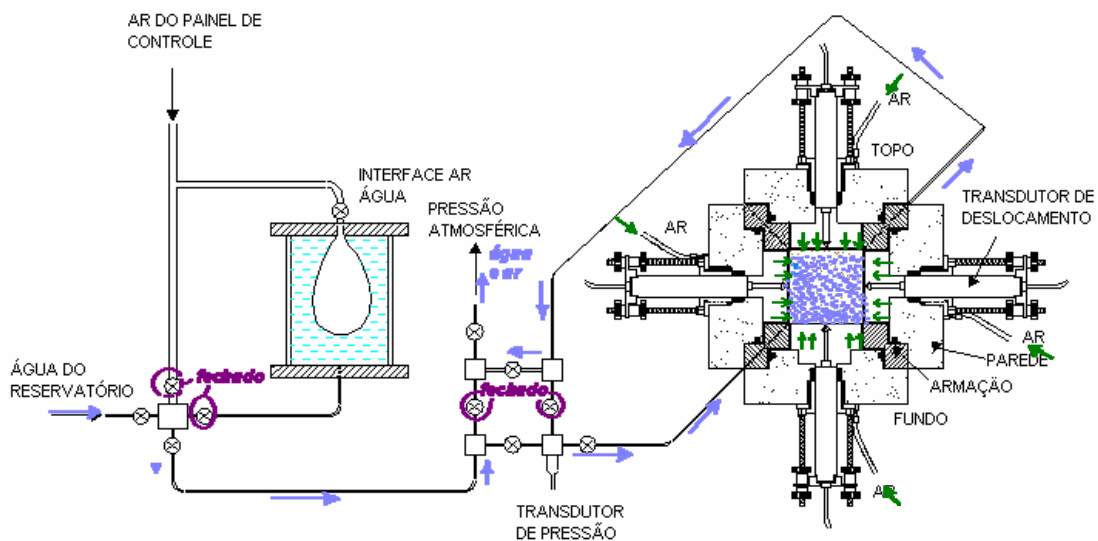 AR DO PAINEL DE
CONTROLE
INTERFACE AR
ÁGUA
PRESSÃO
ATMOSFÉRICA
água
e ar
AR
TOPO
TRANSDUTOR DE
DESLOCAMENTO
AR
AR
PAREDE
ARMAÇÃO
FUNDO
AR
ÁGUA DO
RESERVATÓRIO
fechado
fechado
TRANSDUTOR
DE PRESSÃO